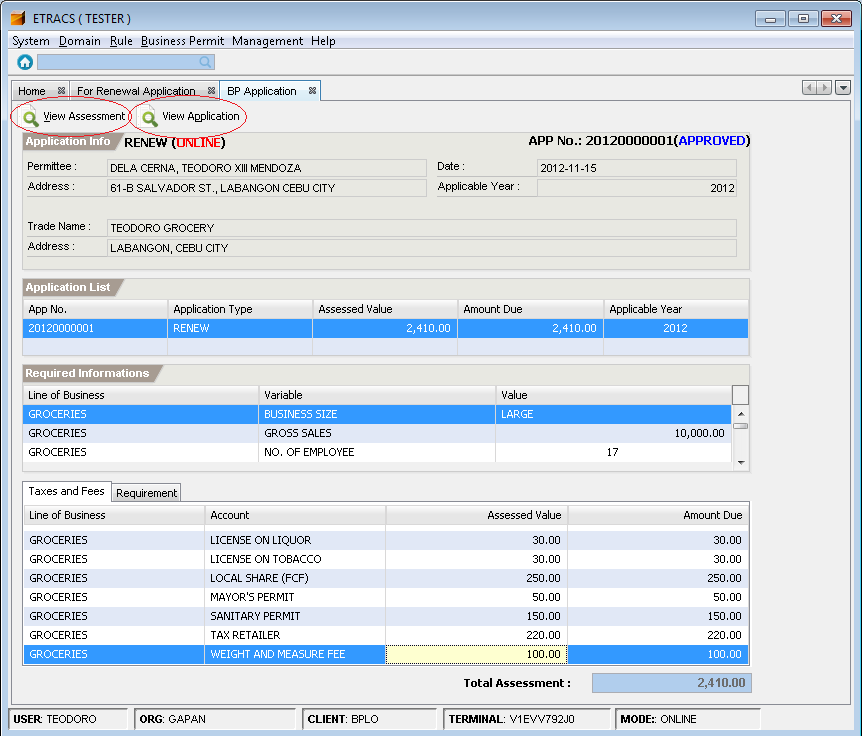 ETRACS ( TESTER )
System Domain Rule Business Permit Management Help
Home For Renewal Application BP Application
View Assessment View Application
Application Info RENEW (ONLINE) APP No.: 20120000001(APPROVED)
Permittee : DELA CERNA, TEODORO XIII MENDOZA Date : 2012-11-15
Address : 61-B SALVADOR ST., LABANGON CEBU CITY Applicable Year : 2012
Trade Name : TEODORO GROCERY
Address : LABANGON, CEBU CITY
Application List
App No. Application Type Assessed Value Amount Due Applicable Year
20120000001 RENEW 2,410.00 2,410.00 2012
Required Informations
Line of Business Variable Value
GROCERIES BUSINESS SIZE LARGE
GROCERIES GROSS SALES 10,000.00
GROCERIES NO. OF EMPLOYEE 17
Taxes and Fees Requirement
Line of Business Account Assessed Value Amount Due
GROCERIES LICENSE ON LIQUOR 30.00 30.00
GROCERIES LICENSE ON TOBACCO 30.00 30.00
GROCERIES LOCAL SHARE (FCF) 250.00 250.00
GROCERIES MAYOR'S PERMIT 50.00 50.00
GROCERIES SANITARY PERMIT 150.00 150.00
GROCERIES TAX RETAILER 220.00 220.00
GROCERIES WEIGHT AND MEASURE FEE 100.00 100.00
Total Assessment : 2,410.00
USER: TEODORO ORG: GAPAN CLIENT: BPLO TERMINAL: V1EVV792J0 MODE: ONLINE